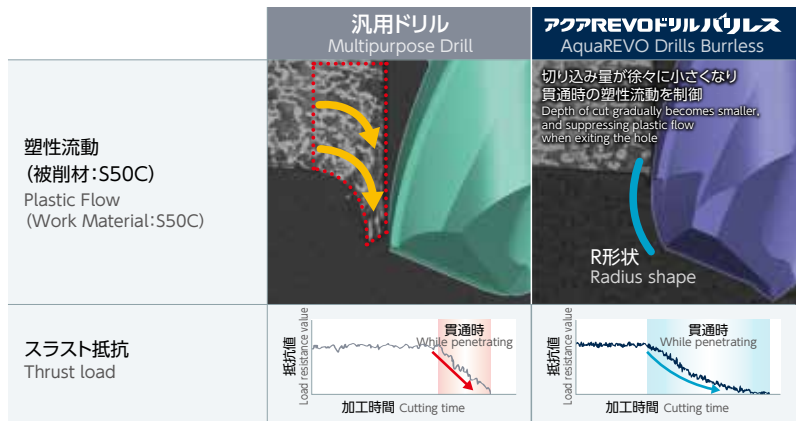 汎用ドリル
Multipurpose Drill
アクアREVOドリルバリレス
AquaREVO Drills Burrless
塑性流動
(被削材:S50C)
Plastic Flow
(Work Material:S50C)
切り込み量が徐々に小さくなり
貫通時の塑性流動を制御
Depth of cut gradually becomes smaller,
and suppressing plastic flow
when exiting the hole
R形状
Radius shape
スラスト抵抗
Thrust load
抵抗値
Load resistance value
貫通時
While penetrating
加工時間 Cutting time
抵抗値
Load resistance value
貫通時
While penetrating
加工時間 Cutting time